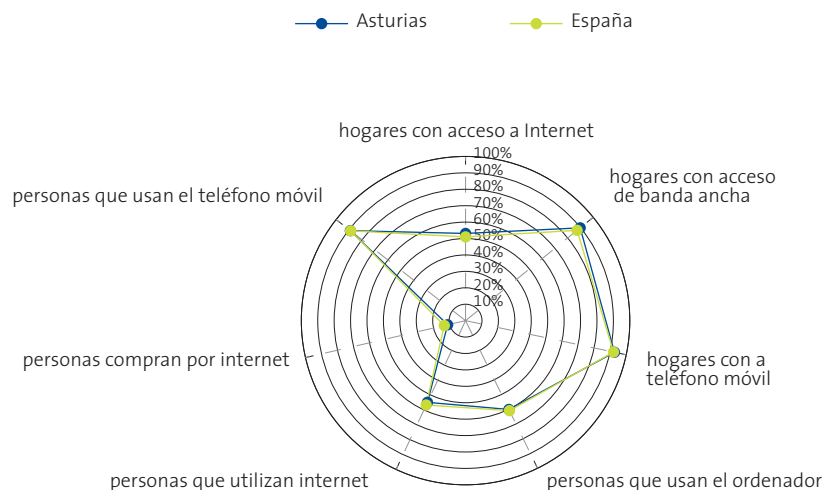 Asturias
España
hogares con acceso a Internet
100%
90%
80%
70%
60%
50%
40%
30%
20%
10%
hogares con acceso
de banda ancha
hogares con a
teléfono móvil
personas que usan el ordenador
personas que utilizan internet
personas compran por internet
personas que usan el teléfono móvil